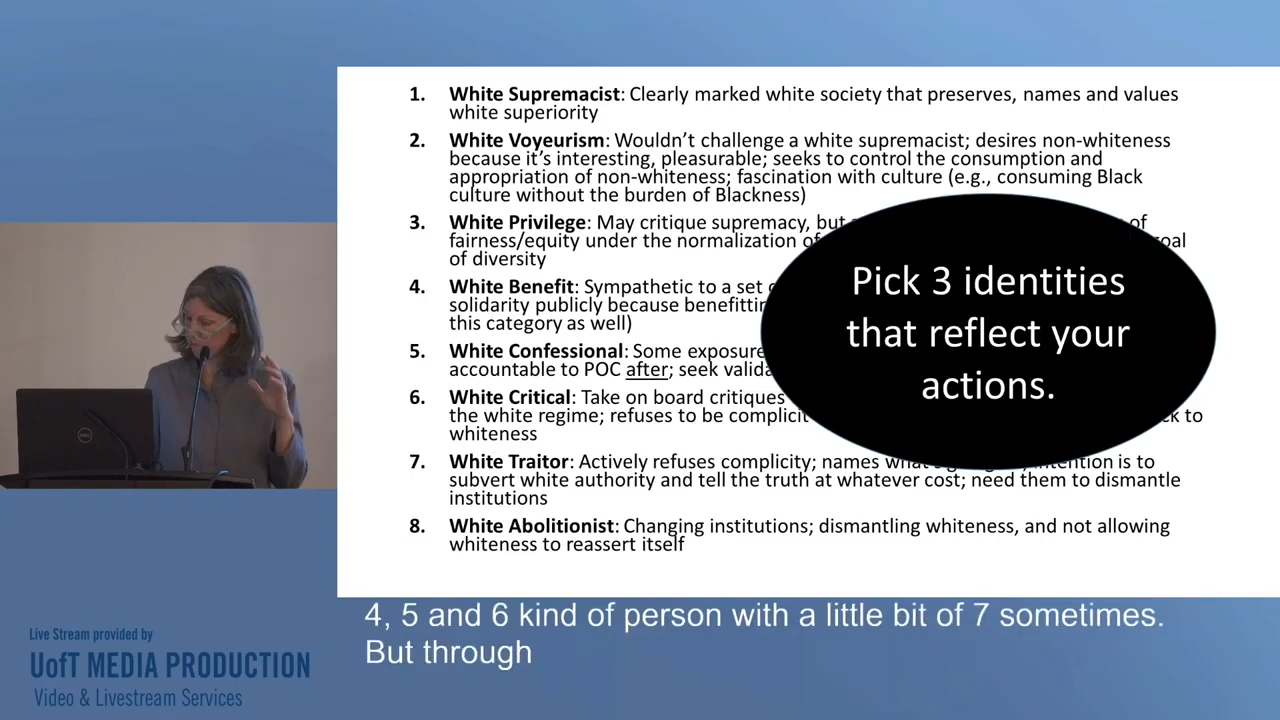 1. White Supremacist: Clearly marked white society that preserves, names and values
white superiority
2. White Voyeurism: Wouldn't challenge a white supremacist; desires non-whiteness
because it's interesting, pleasurable; seeks to control the consumption and
appropriation of non-whiteness; fascination with culture (e.g., consuming Black
culture without the burden of Blackness)
3. White Privilege: May critique supremacy, but of
fairness/equity under the normalization
of diversity
4. White Benefit: Sympathetic to a set
solidarity publicly because
this category as well)
5. White Confessional: Some
accountable to POC after; seek
6. White Critical: Take on board critiques
the white regime; refuses to be complicit to
whiteness
7. White Traitor: Actively refuses complicity; names is to
subvert white authority and tell the truth at whatever cost; need them to dismantle
institutions
8. White Abolitionist: Changing institutions; dismantling whiteness, and not allowing
whiteness to reassert itself
Pick 3 identities
that reflect your
actions.
DELL
4, 5 and 6 kind of person with a little bit of 7 sometimes.
But through
Live Stream provided by
UofT MEDIA PRODUCTION
Video & Livestream Services